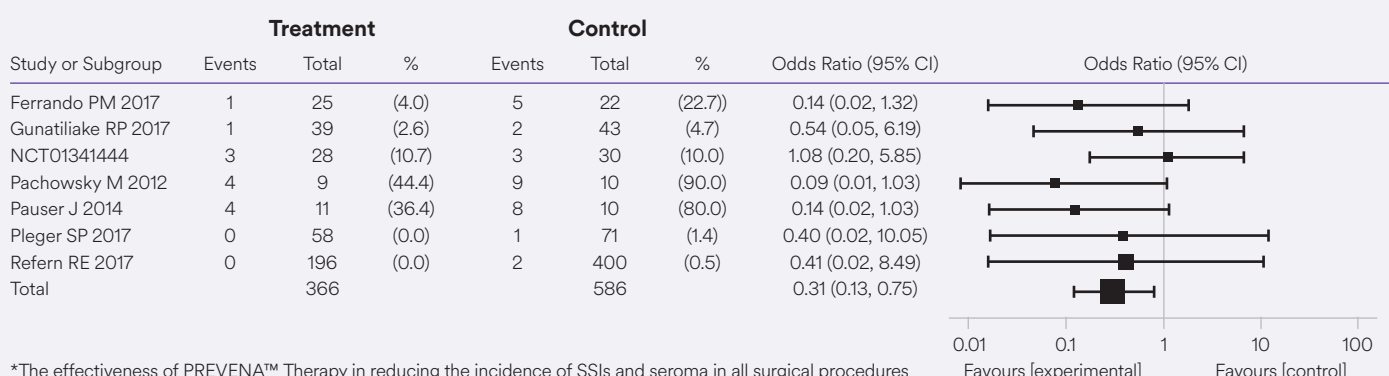 Treatment Control
Study or Subgroup Events Total % Events Total % Odds Ratio (95% CI) Odds Ratio (95% CI)
Ferrando PM 2017 1 25 (4.0) 5 22 (22.7)) 0.14 (0.02, 1.32)
Gunatiliake RP 2017 1 39 (2.6) 2 43 (4.7) 0.54 (0.05, 6.19)
NCT01341444 3 28 (10.7) 3 30 (10.0) 1.08 (0.20, 5.85)
Pachowsky M 2012 4 9 (44.4) 9 10 (90.0) 0.09 (0.01, 1.03)
Pauser J 2014 4 11 (36.4) 8 10 (80.0) 0.14 (0.02, 1.03)
Pleger SP 2017 0 58 (0.0) 1 71 (1.4) 0.40 (0.02, 10.05)
Refern RE 2017 0 196 (0.0) 2 400 (0.5) 0.41 (0.02, 8.49)
Total 366 586 0.31 (0.13, 0.75)
0.01 0.1 1 10 100
*The effectiveness of PREVENA™ Therapy in reducing the incidence of SSIs and seroma in all surgical procedures Favours [experimental] Favours [control]